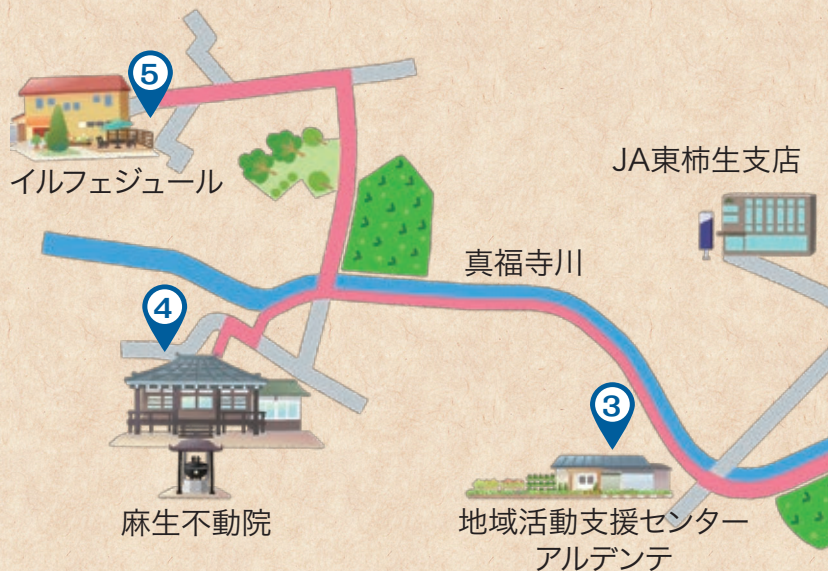 ⑤
イルフェジュール
JA東柿生支店
真福寺川
④
③
麻生不動院
地域活動支援センター
アルデンテ